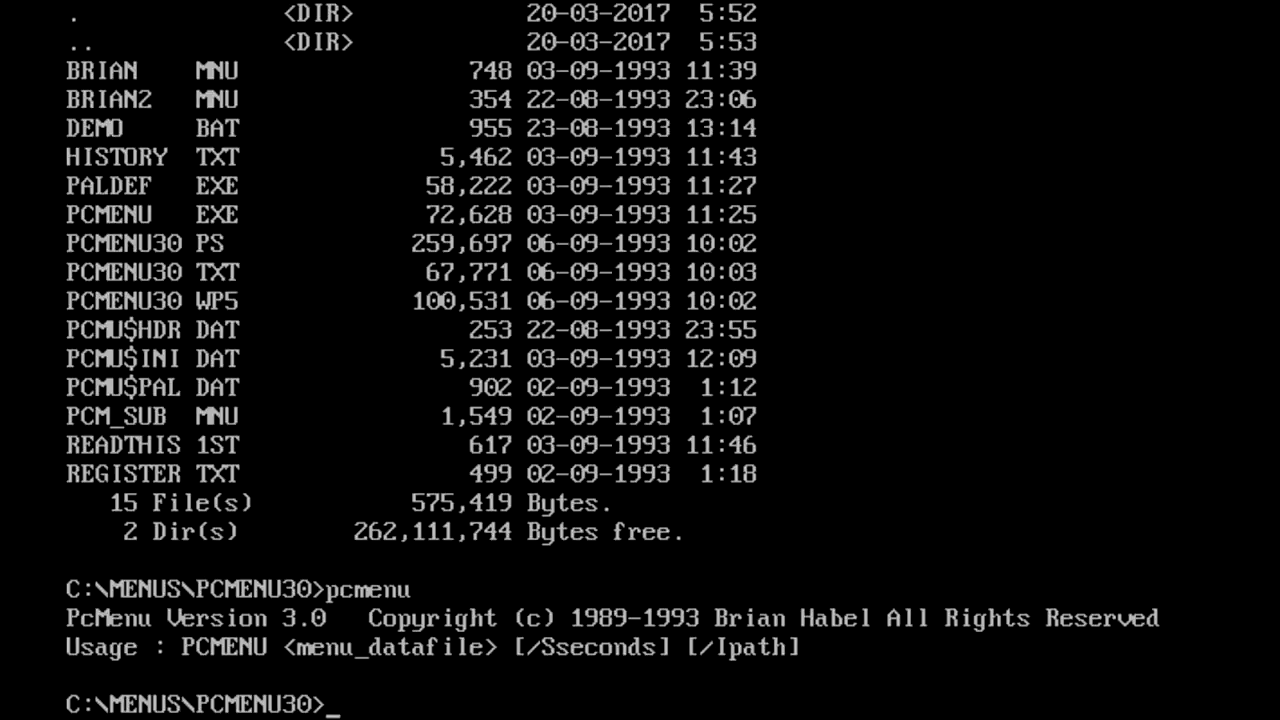 . <DIR> 20-03-2017 5:52
.. <DIR> 20-03-2017 5:53
BRIAN MNU 748 03-09-1993 11:39
BRIAN2 MNU 354 22-08-1993 23:06
DEMO BAT 955 23-08-1993 13:14
HISTORY TXT 5,462 03-09-1993 11:43
PALDEF EXE 58,222 03-09-1993 11:27
PCMENU EXE 72,628 03-09-1993 11:25
PCMENU30 PS 259,697 06-09-1993 10:02
PCMENU30 TXT 67,771 06-09-1993 10:03
PCMENU30 WP5 100,531 06-09-1993 10:02
PCMU$HDR DAT 253 22-08-1993 23:55
PCMU$INI DAT 5,231 03-09-1993 12:09
PCMU$PAL DAT 902 02-09-1993 1:12
PCM_SUB MNU 1,549 02-09-1993 1:07
READTHIS 1ST 617 03-09-1993 11:46
REGISTER TXT 499 02-09-1993 1:18
15 File(s) 575,419 Bytes.
2 Dir(s) 262,111,744 Bytes free.
C:\MENUS\PCMENU30>pcmenu
PcMenu Version 3.0 Copyright (c) 1989-1993 Brian Habel All Rights Reserved
Usage : PCMENU <menu_datafile> [/Sseconds] [/Ipath]
C:\MENUS\PCMENU30>_